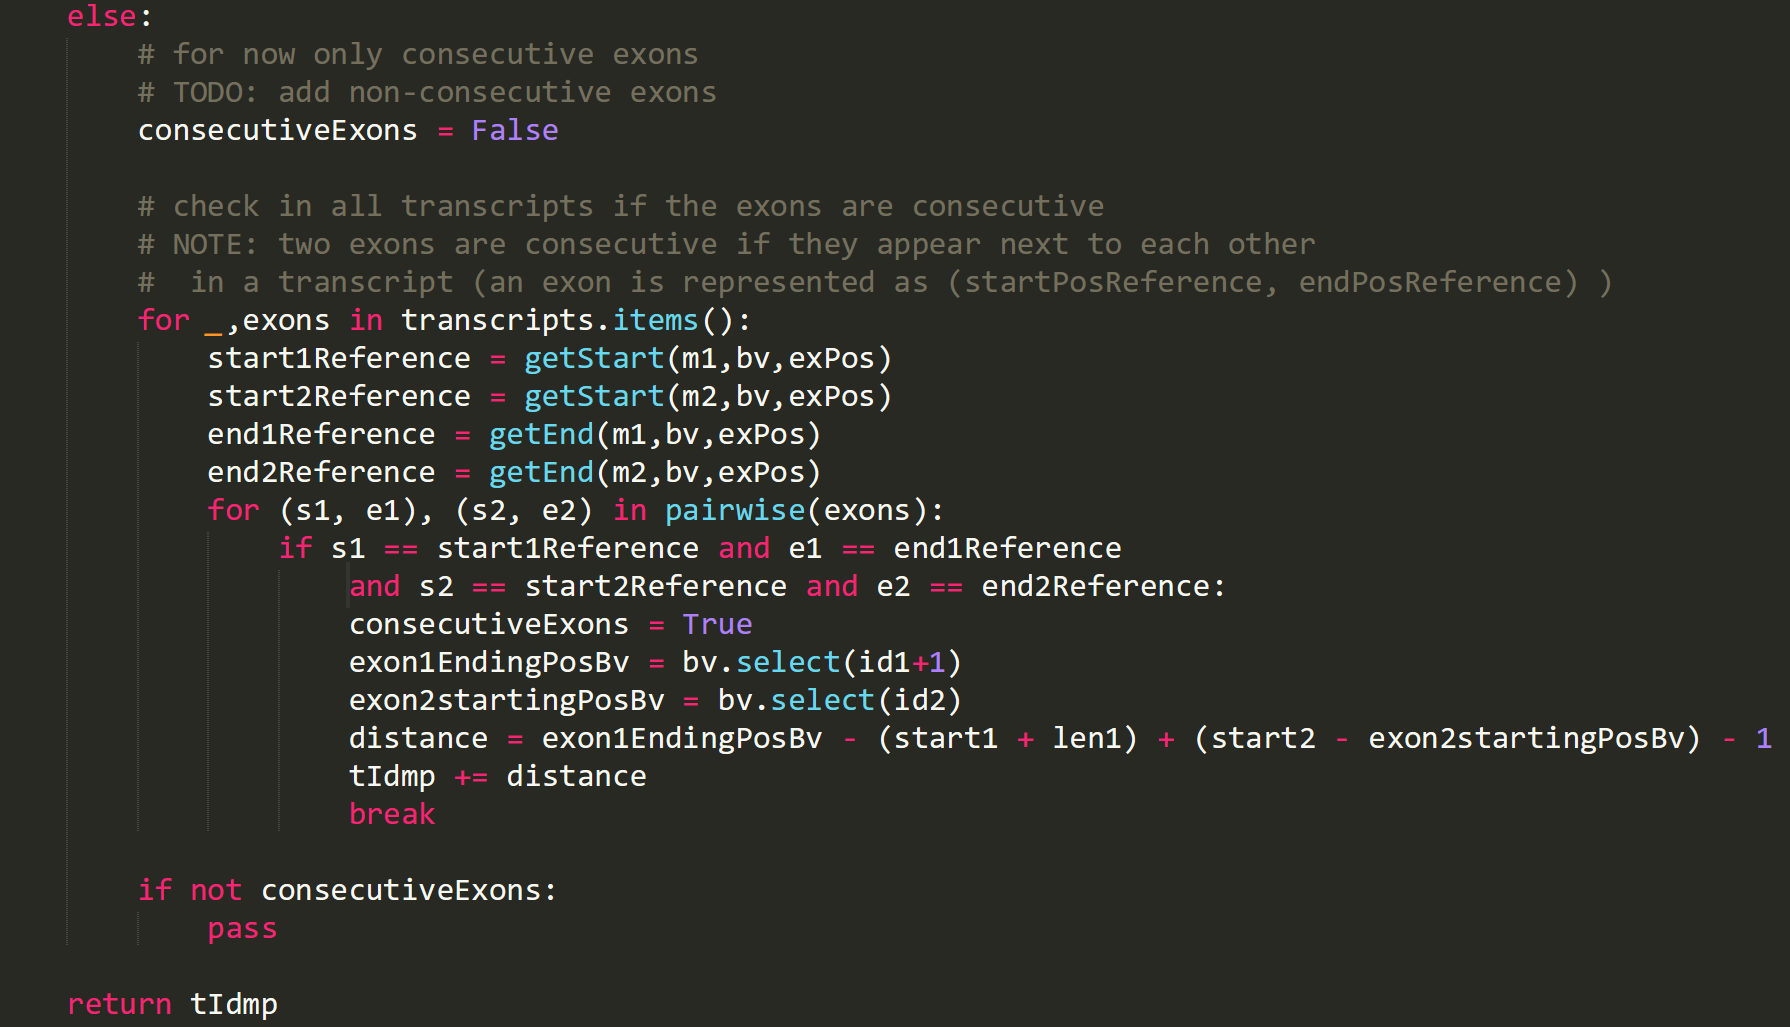 else:
# for now only consecutive exons
# TODO: add non-consecutive exons
consecutiveExons = False
# check in all transcripts if the exons are consecutive
# NOTE: two exons are consecutive if they appear next to each other
#  in a transcript (an exon is represented as (startPosReference, endPosReference) )
for _,exons in transcripts.items():
start1Reference = getStart(m1,bv,exPos)
start2Reference = getStart(m2,bv,exPos)
end1Reference = getEnd(m1,bv,exPos)
end2Reference = getEnd(m2,bv,exPos)
for (s1, e1), (s2, e2) in pairwise(exons):
if s1 == start1Reference and e1 == end1Reference
and s2 == start2Reference and e2 == end2Reference:
consecutiveExons = True
exon1EndingPosBv = bv.select(id1+1)
exon2startingPosBv = bv.select(id2)
distance = exon1EndingPosBv - (start1 + len1) + (start2 - exon2startingPosBv) - 1
tIdmp += distance
break
if not consecutiveExons:
pass
return tIdmp